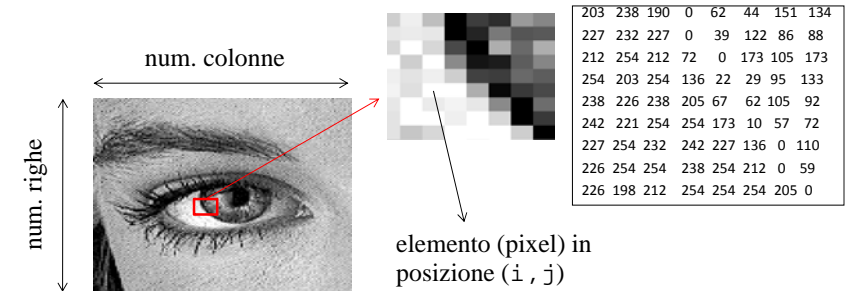 num. colonne
num. righe
elemento (pixel) in
posizione (i,j)
203 238 190 0 62 44 151 134
227 232 227 0 39 122 86 88
212 254 212 72 0 173 105 173
254 203 254 136 22 29 95 133
238 226 238 205 67 62 105 92
242 221 254 254 173 10 57 72
227 254 232 242 227 136 0 110
226 254 254 238 254 212 0 59
226 198 212 254 254 254 205 0